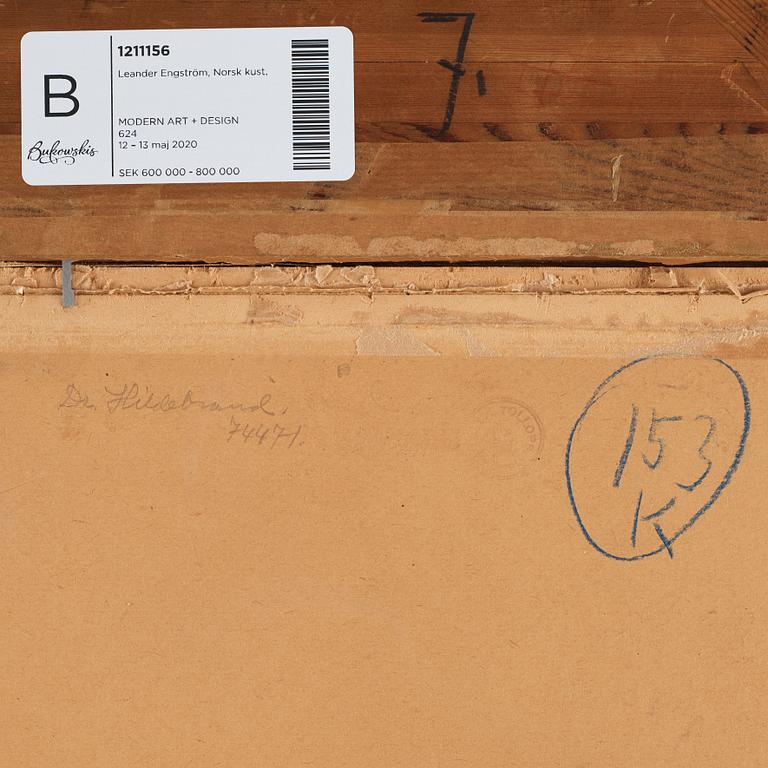 B
Bukowskis
1211156
Leander Engström, Norsk kust,
MODERN ART + DESIGN
624
12 – 13 maj 2020
SEK 600 000 - 800 000
7.
Dr. Hildebrand.
74471.
153
K